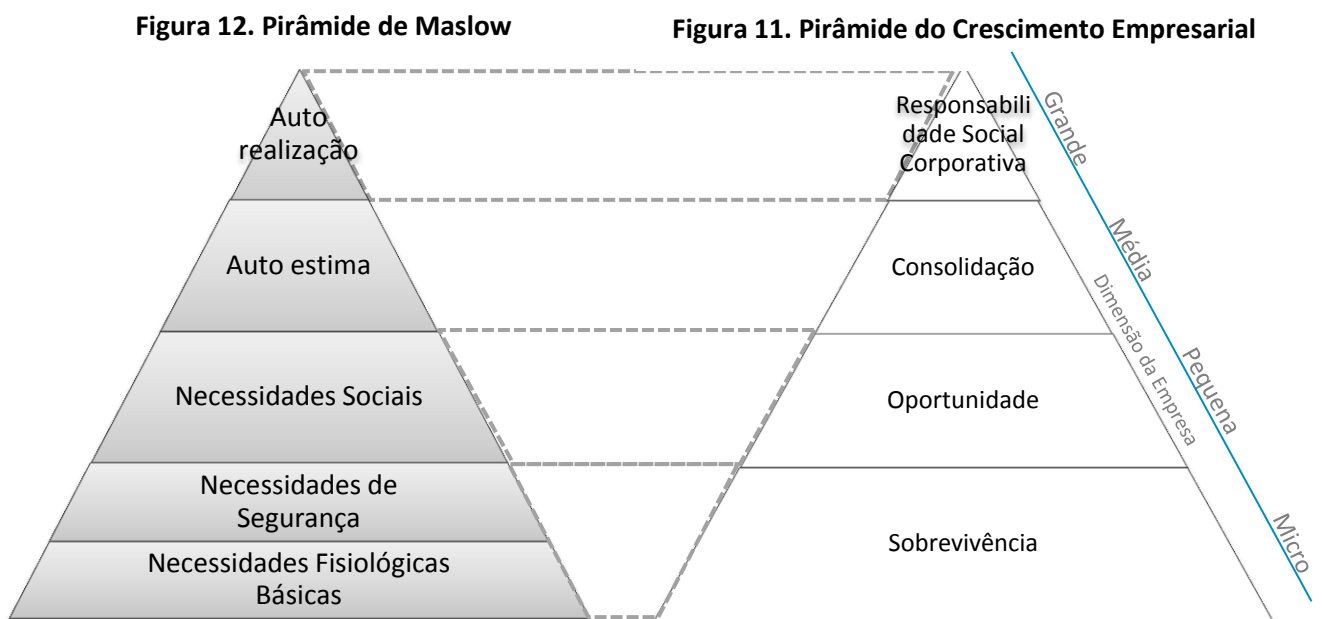 Figura 12. Pirâmide de Maslow
Auto
realização
Auto estima
Necessidades Sociais
Necessidades de
Segurança
Necessidades Fisiológicas
Básicas
Figura 11. Pirâmide do Crescimento Empresarial
Responsabili
dade Social
Corporativa
Consolidação
Oportunidade
Sobrevivência
Dimensão da Empresa
Grande
Média
Pequena
Micro